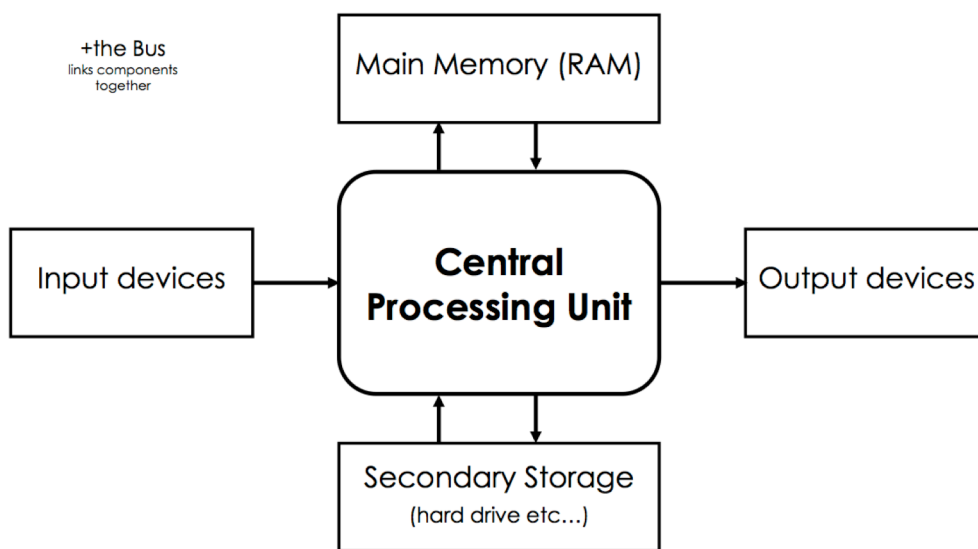 +the Bus
links components
together
Main Memory (RAM)
Input devices
Central
Processing Unit
Output devices
Secondary Storage
(hard drive etc...)